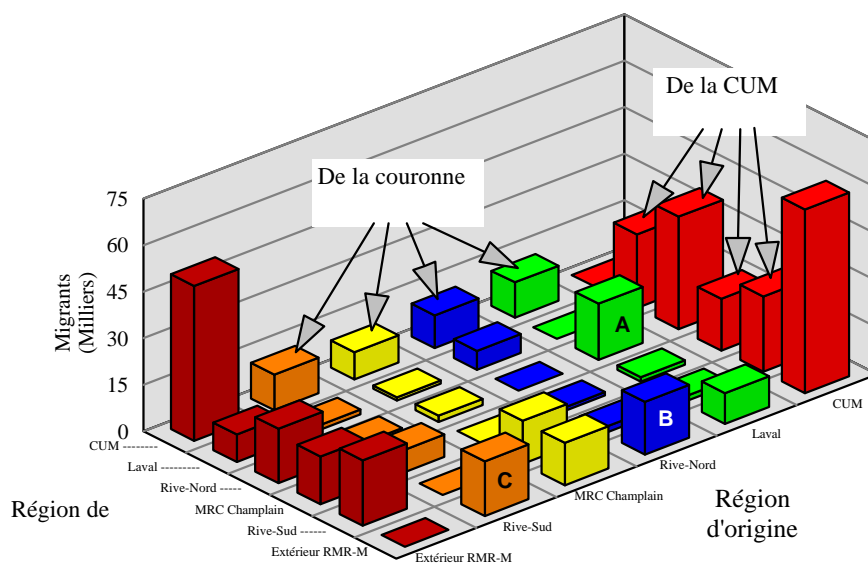 De la CUM
De la couronne
75
60
45
30
15
0
Migrants
(Milliers)
A
B
C
CUM --------
Laval ---------
Rive-Nord -----
MRC Champlain
Rive-Sud ------
Extérieur RMR-M
Région de
CUM
Laval
Rive-Nord
MRC Champlain
Rive-Sud
Extérieur RMR-M
Région
d'origine